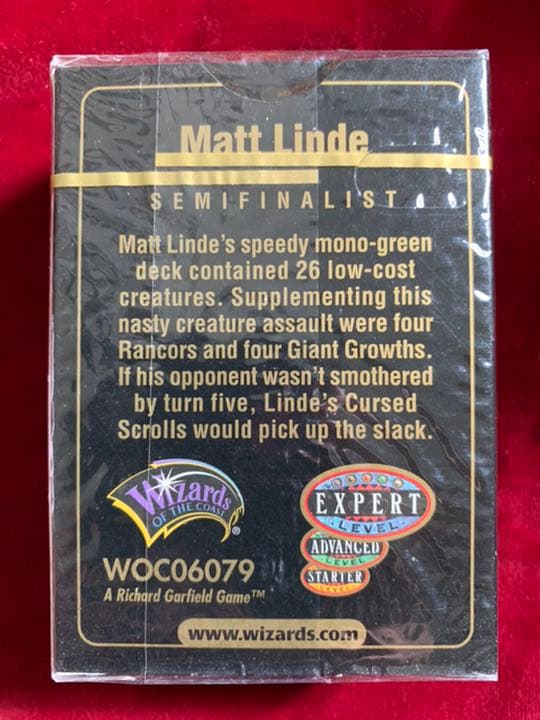 Matt Linde
SEMIFINALIST
Matt Linde's speedy mono-green
deck contained 26 low-cost
creatures. Supplementing this
nasty creature assault were four
Rancors and four Giant Growths.
If his opponent wasn't smothered
by turn five, Linde's Cursed
Scrolls would pick up the slack.
Wizards
OF THE COAST®
EXPERT
LEVEL
ADVANCED
LEVEL
STARTER
LEVEL
WOC06079
A Richard Garfield Game™
www.wizards.com